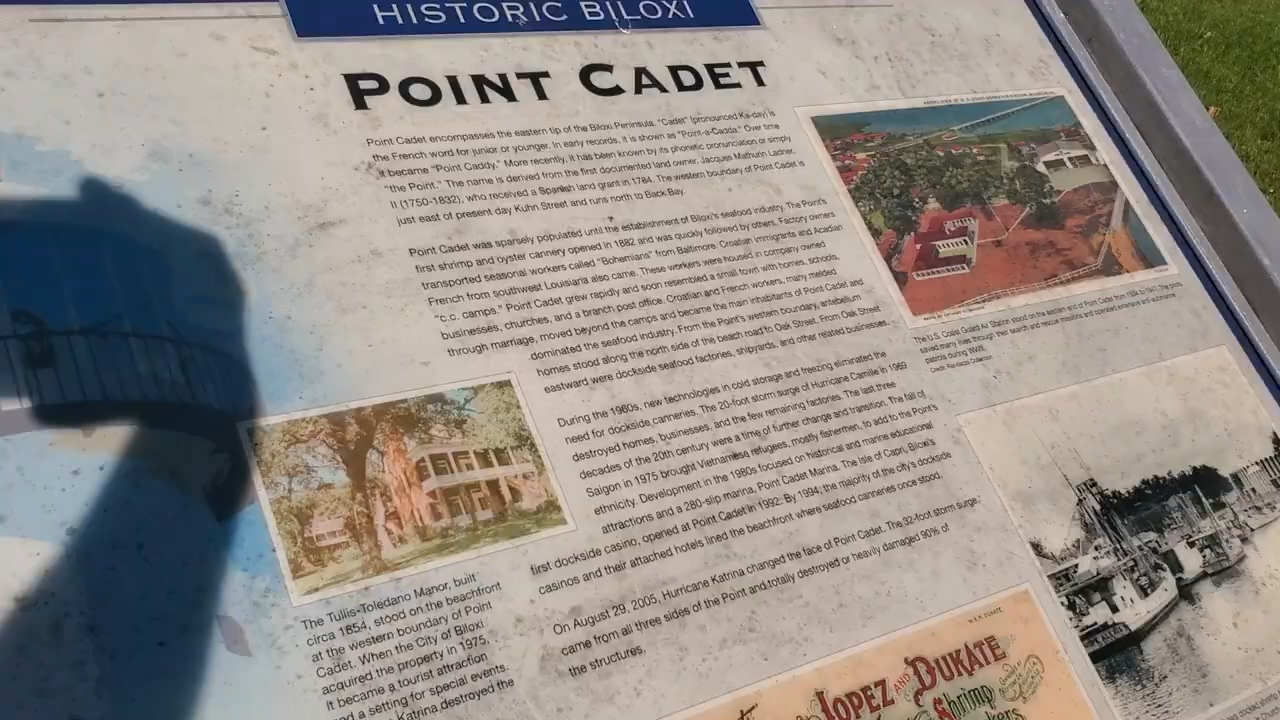 HISTORIC BILOXI
POINT CADET
Point Cadet encompasses the eastern tip of the Biloxi Peninsula. "Cadet" (pronounced Ka-day) is
the French word for junior or younger. In early records, it is shown as "Point-a-Cadda." Over time
it became "Point Caddy." More recently, it has been known by its phonetic pronunciation or simply
"the Point." The name is derived from the first documented land owner, Jacques Mathurin Ladner,
II (1750-1832), who received a Spanish land grant in 1784. The western boundary of Point Cadet is
just east of present day Kuhn Street and runs north to Back Bay.
Point Cadet was sparsely populated until the establishment of Biloxi's seafood industry. The Point's
first shrimp and oyster cannery opened in 1882 and was quickly followed by others. Factory owners
transported seasonal workers called "Bohemians" from Baltimore. Croatian immigrants and Acadian
French from southwest Louisiana also came. These workers were housed in company owned
"c.c. camps." Point Cadet grew rapidly and soon resembled a small town with homes, schools,
businesses, churches, and a branch post office. Croatian and French workers, many melded
through marriage, moved beyond the camps and became the main inhabitants of Point Cadet and
dominated the seafood industry. From the Point's western boundary, antebellum
homes stood along the north side of the beach road to Oak Street. From Oak Street
eastward were dockside seafood factories, shipyards, and other related businesses.
During the 1960s, new technologies in cold storage and freezing eliminated the
need for dockside canneries. The 20-foot storm surge of Hurricane Camille in 1969
destroyed homes, businesses, and the few remaining factories. The last three
decades of the 20th century were a time of further change and transition. The fall of
Saigon in 1975 brought Vietnamese refugees, mostly fishermen, to add to the Point's
ethnicity. Development in the 1980s focused on historical and marine educational
attractions and a 280-slip marina, Point Cadet Marina. The Isle of Capri, Biloxi's
first dockside casino, opened at Point Cadet in 1992. By 1994, the majority of the city's dockside
casinos and their attached hotels lined the beachfront where seafood canneries once stood.
On August 29, 2005, Hurricane Katrina changed the face of Point Cadet. The 32-foot storm surge
came from all three sides of the Point and totally destroyed or heavily damaged 90% of
the structures.
The U.S. Coast Guard Air Station stood on the eastern end of Point Cadet from 1934 to 1947. The pilots
saved many lives through their search and rescue missions and operated extensive anti-submarine
patrols during WWII.
The Tullis-Toledano Manor, built
circa 1854, stood on the beachfront
at the western boundary of Point
Cadet. When the City of Biloxi
acquired the property in 1975,
it became a tourist attraction
and a setting for special events.
Katrina destroyed the
H.R.M. DUKATE
LOPEZ AND DUKATE
Shrimp